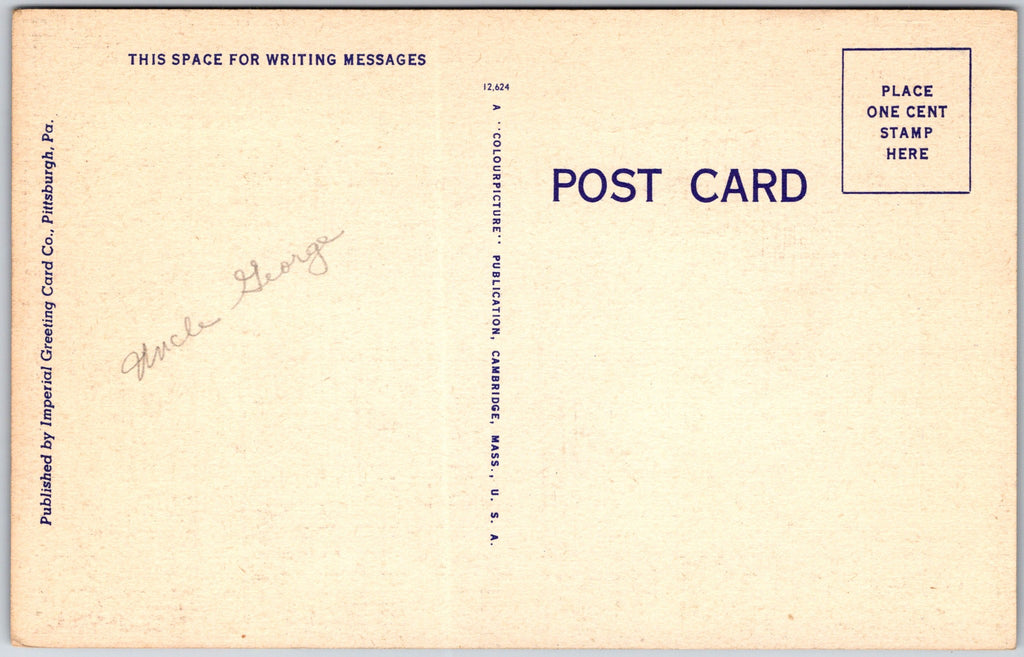 THIS SPACE FOR WRITING MESSAGES
Published by Imperial Greeting Card Co., Pittsburgh, Pa.
Uncle George
12,624
A "COLOURPICTURE" PUBLICATION, CAMBRIDGE, MASS., U. S. A.
POST CARD
PLACE
ONE CENT
STAMP
HERE